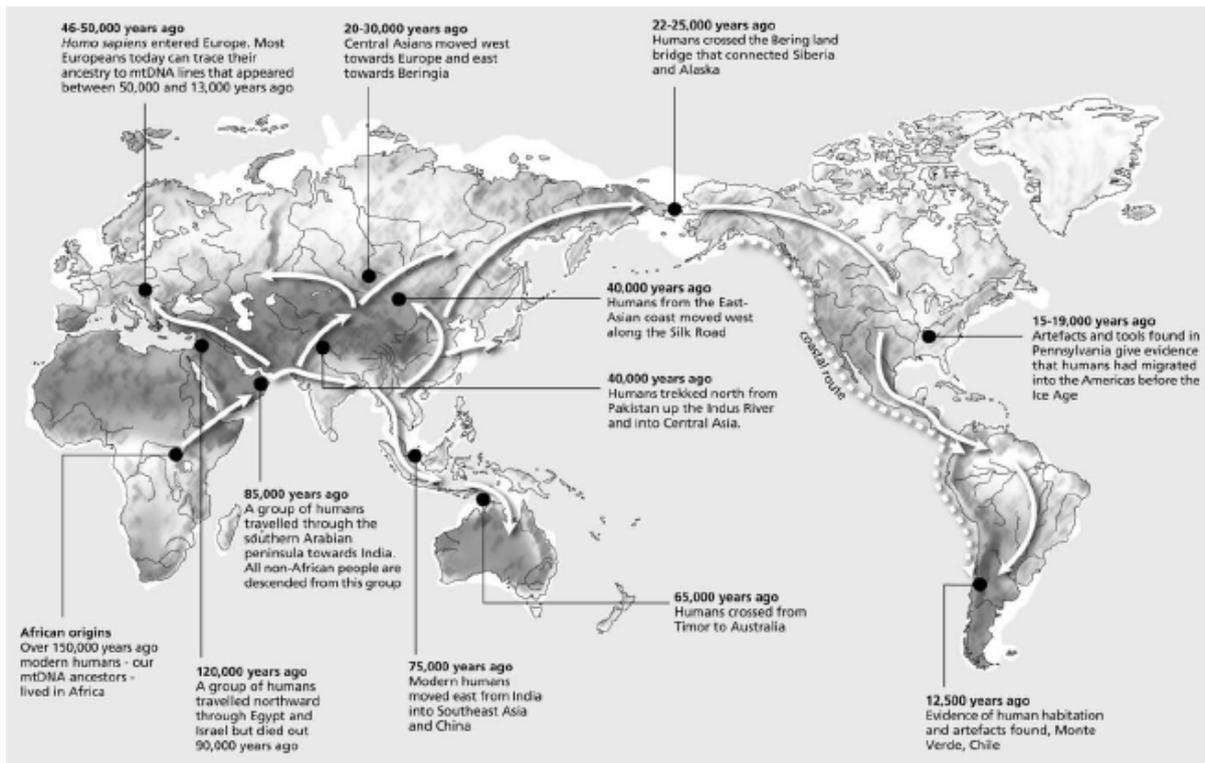 46-50,000 years ago
Homo sapiens entered Europe. Most
Europeans today can trace their
ancestry to mtDNA lines that appeared
between 50,000 and 13,000 years ago
20-30,000 years ago
Central Asians moved west
towards Europe and east
towards Beringia
22-25,000 years ago
Humans crossed the Bering land
bridge that connected Siberia
and Alaska
40,000 years ago
Humans from the East-
Asian coast moved west
along the Silk Road
15-19,000 years ago
Artefacts and tools found in
Pennsylvania give evidence
that humans had migrated
into the Americas before the
Ice Age
coastal route
40,000 years ago
Humans trekked north from
Pakistan up the Indus River
and into Central Asia.
85,000 years ago
A group of humans
travelled through the
southern Arabian
peninsula towards India.
All non-African people are
descended from this group
65,000 years ago
Humans crossed from
Timor to Australia
African origins
Over 150,000 years ago
modern humans - our
mtDNA ancestors -
lived in Africa
120,000 years ago
A group of humans
travelled northward
through Egypt and
Israel but died out
90,000 years ago
75,000 years ago
Modern humans
moved east from India
into Southeast Asia
and China
12,500 years ago
Evidence of human habitation
and artefacts found, Monte
Verde, Chile